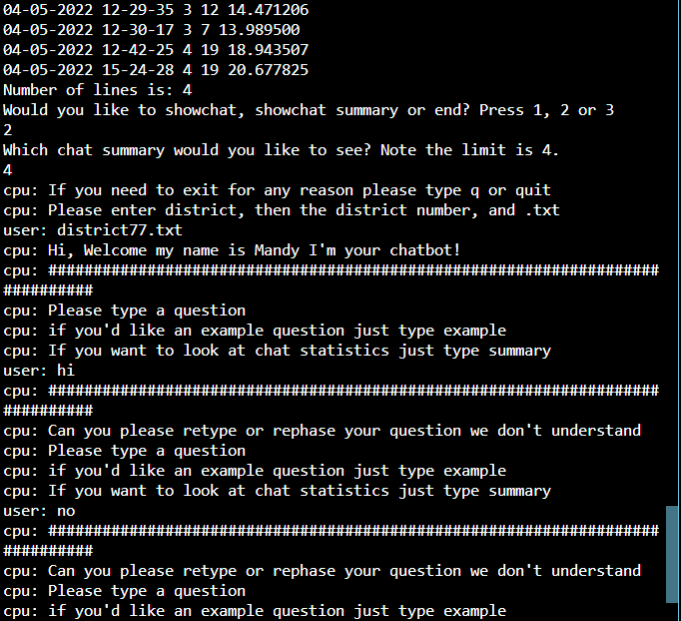 04-05-2022 12-29-35 3 12 14.471206
04-05-2022 12-30-17 3 7 13.989500
04-05-2022 12-42-25 4 19 18.943507
04-05-2022 15-24-28 4 19 20.677825
Number of lines is: 4
Would you like to showchat, showchat summary or end? Press 1, 2 or 3
2
Which chat summary would you like to see? Note the limit is 4.
4
cpu: If you need to exit for any reason please type q or quit
cpu: Please enter district, then the district number, and .txt
user: district77.txt
cpu: Hi, Welcome my name is Mandy I'm your chatbot!
cpu: ####################################################################
##########
cpu: Please type a question
cpu: if you'd like an example question just type example
cpu: If you want to look at chat statistics just type summary
user: hi
cpu: ####################################################################
##########
cpu: Can you please retype or rephase your question we don't understand
cpu: Please type a question
cpu: if you'd like an example question just type example
cpu: If you want to look at chat statistics just type summary
user: no
cpu: ####################################################################
##########
cpu: Can you please retype or rephase your question we don't understand
cpu: Please type a question
cpu: if you'd like an example question just type example